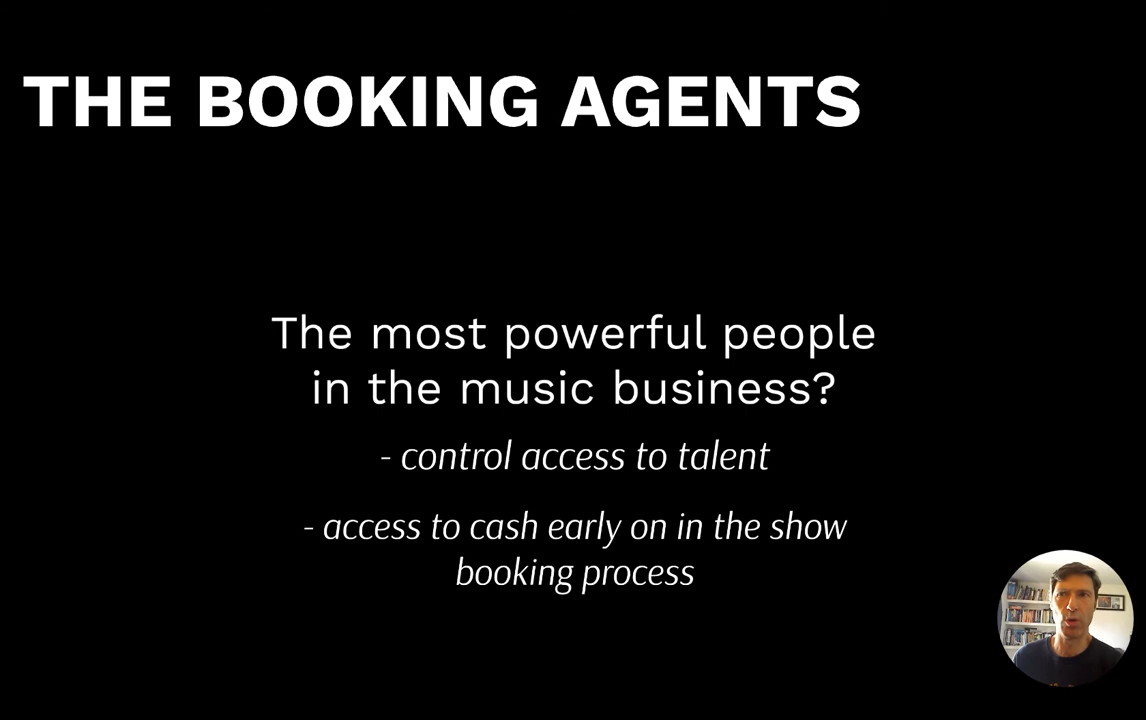 THE BOOKING AGENTS
The most powerful people
in the music business?
- control access to talent
- access to cash early on in the show
booking process